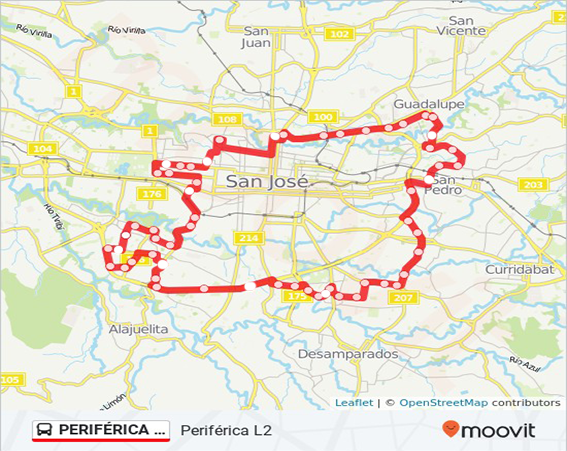 Río Virilla
Río Virilla
San
Juan
102
San
Vicente
1
108
100
Guadalupe
1
104
176
San José
San
Pedro
203
Río Tiribí
214
Curridabat
175
207
Alajuelita
Desamparados
Río Azul
105
Limón
Leaflet | © OpenStreetMap contributors
PERIFÉRICA ... Periférica L2
moovit